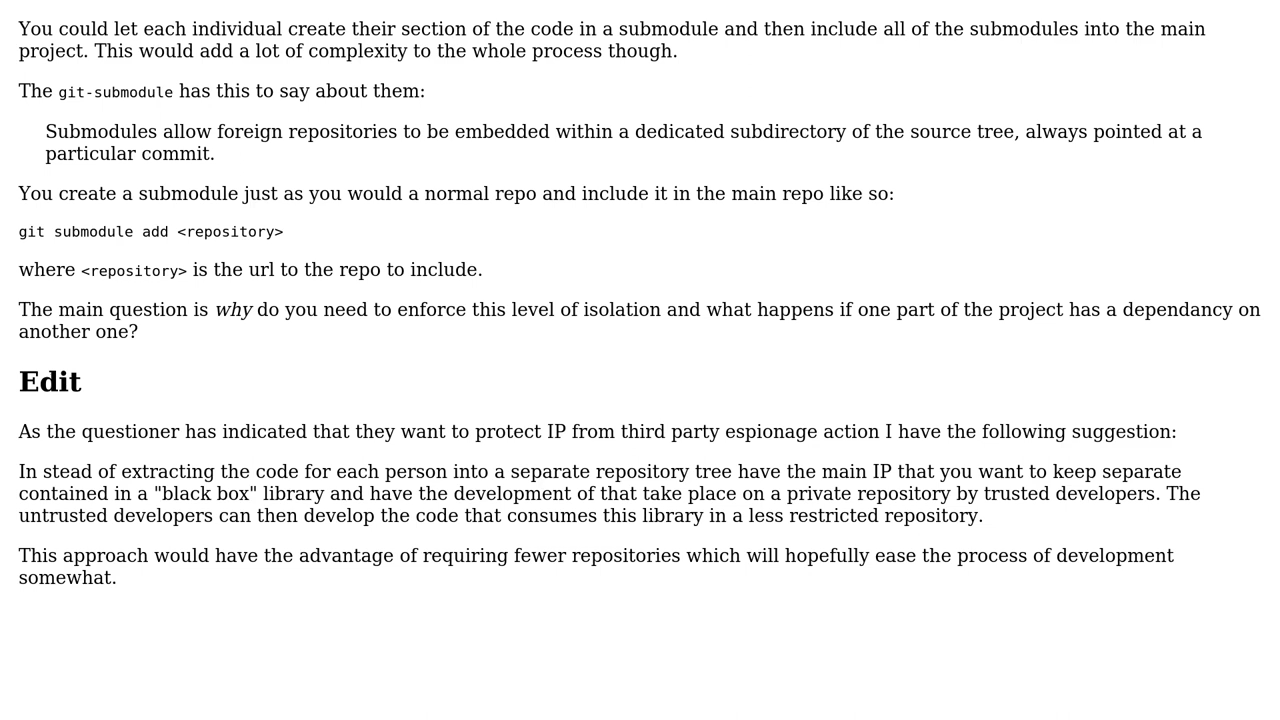 You could let each individual create their section of the code in a submodule and then include all of the submodules into the main
project. This would add a lot of complexity to the whole process though.
The git-submodule has this to say about them:
Submodules allow foreign repositories to be embedded within a dedicated subdirectory of the source tree, always pointed at a
particular commit.
You create a submodule just as you would a normal repo and include it in the main repo like so:
git submodule add <repository>
where <repository> is the url to the repo to include.
The main question is why do you need to enforce this level of isolation and what happens if one part of the project has a dependancy on
another one?
Edit
As the questioner has indicated that they want to protect IP from third party espionage action I have the following suggestion:
In stead of extracting the code for each person into a separate repository tree have the main IP that you want to keep separate
contained in a "black box" library and have the development of that take place on a private repository by trusted developers. The
untrusted developers can then develop the code that consumes this library in a less restricted repository.
This approach would have the advantage of requiring fewer repositories which will hopefully ease the process of development
somewhat.